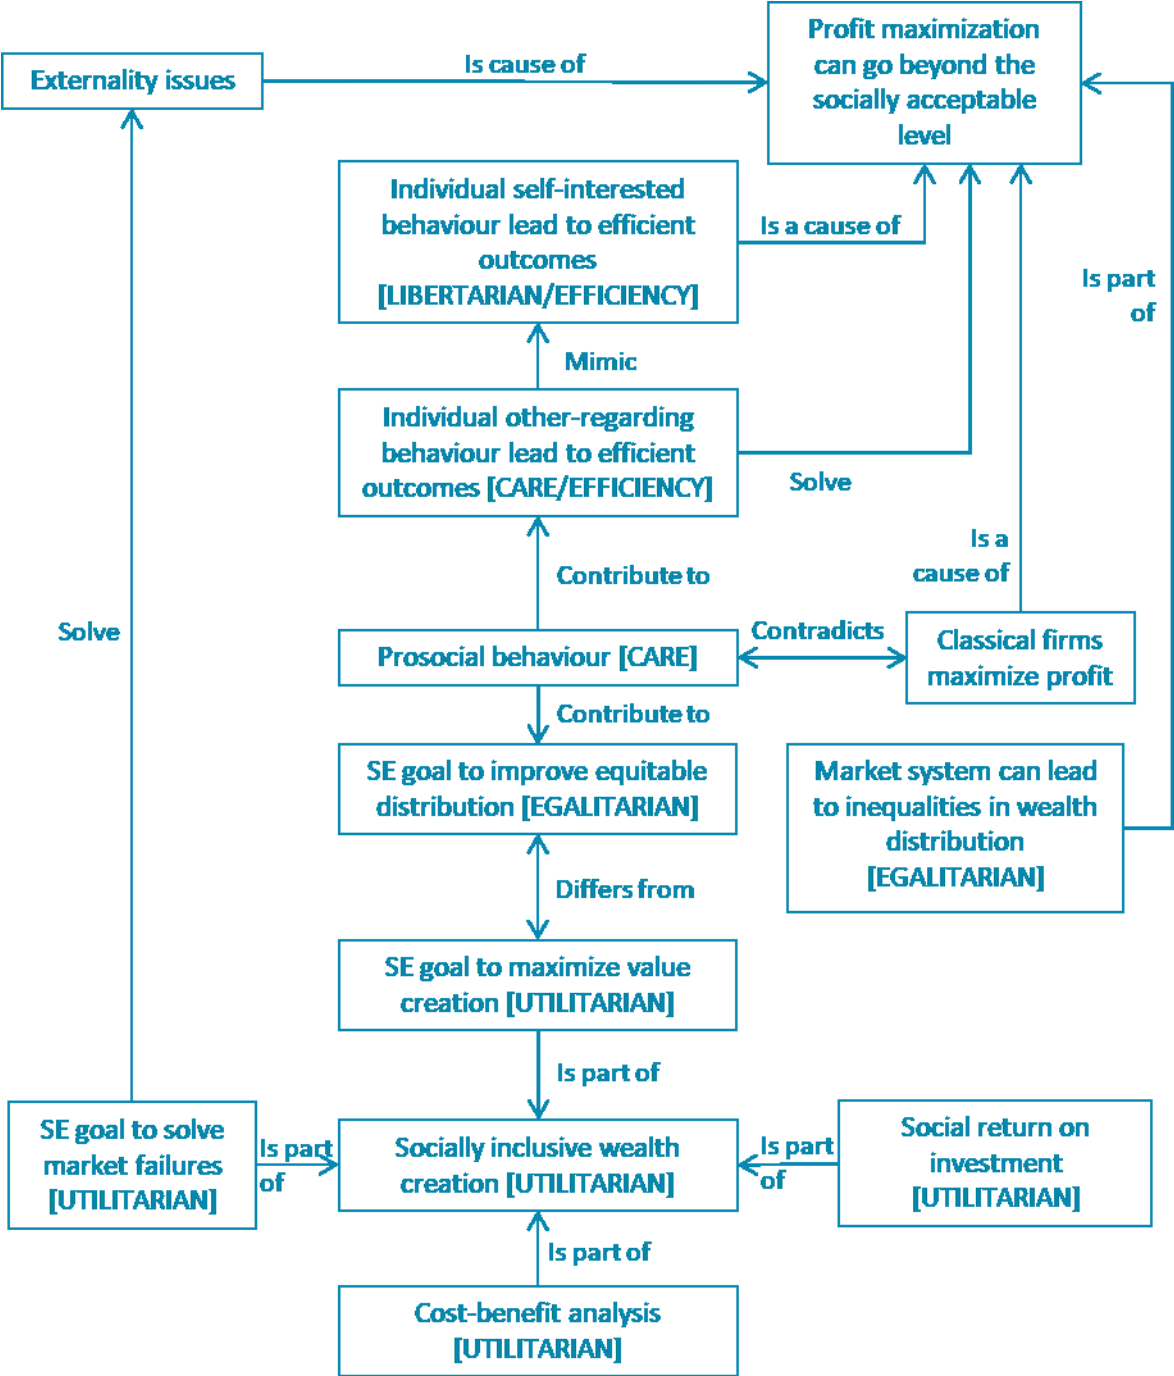 Profit maximization
can go beyond the
socially acceptable
level
Is cause of
Externality issues
Individual self-interested
behaviour lead to efficient
outcomes
[LIBERTARIAN/EFFICIENCY]
Is a cause of
Is part
of
Mimic
Individual other-regarding
behaviour lead to efficient
outcomes [CARE/EFFICIENCY]
Solve
Is a
cause of
Contribute to
Solve
Prosocial behaviour [CARE]
Contradicts
Classical firms
maximize profit
Contribute to
SE goal to improve equitable
distribution [EGALITARIAN]
Market system can lead
to inequalities in wealth
distribution
[EGALITARIAN]
Differs from
SE goal to maximize value
creation [UTILITARIAN]
Is part of
SE goal to solve
market failures
[UTILITARIAN]
Is part
of
Socially inclusive wealth
creation [UTILITARIAN]
Is part
of
Social return on
investment
[UTILITARIAN]
Is part of
Cost-benefit analysis
[UTILITARIAN]